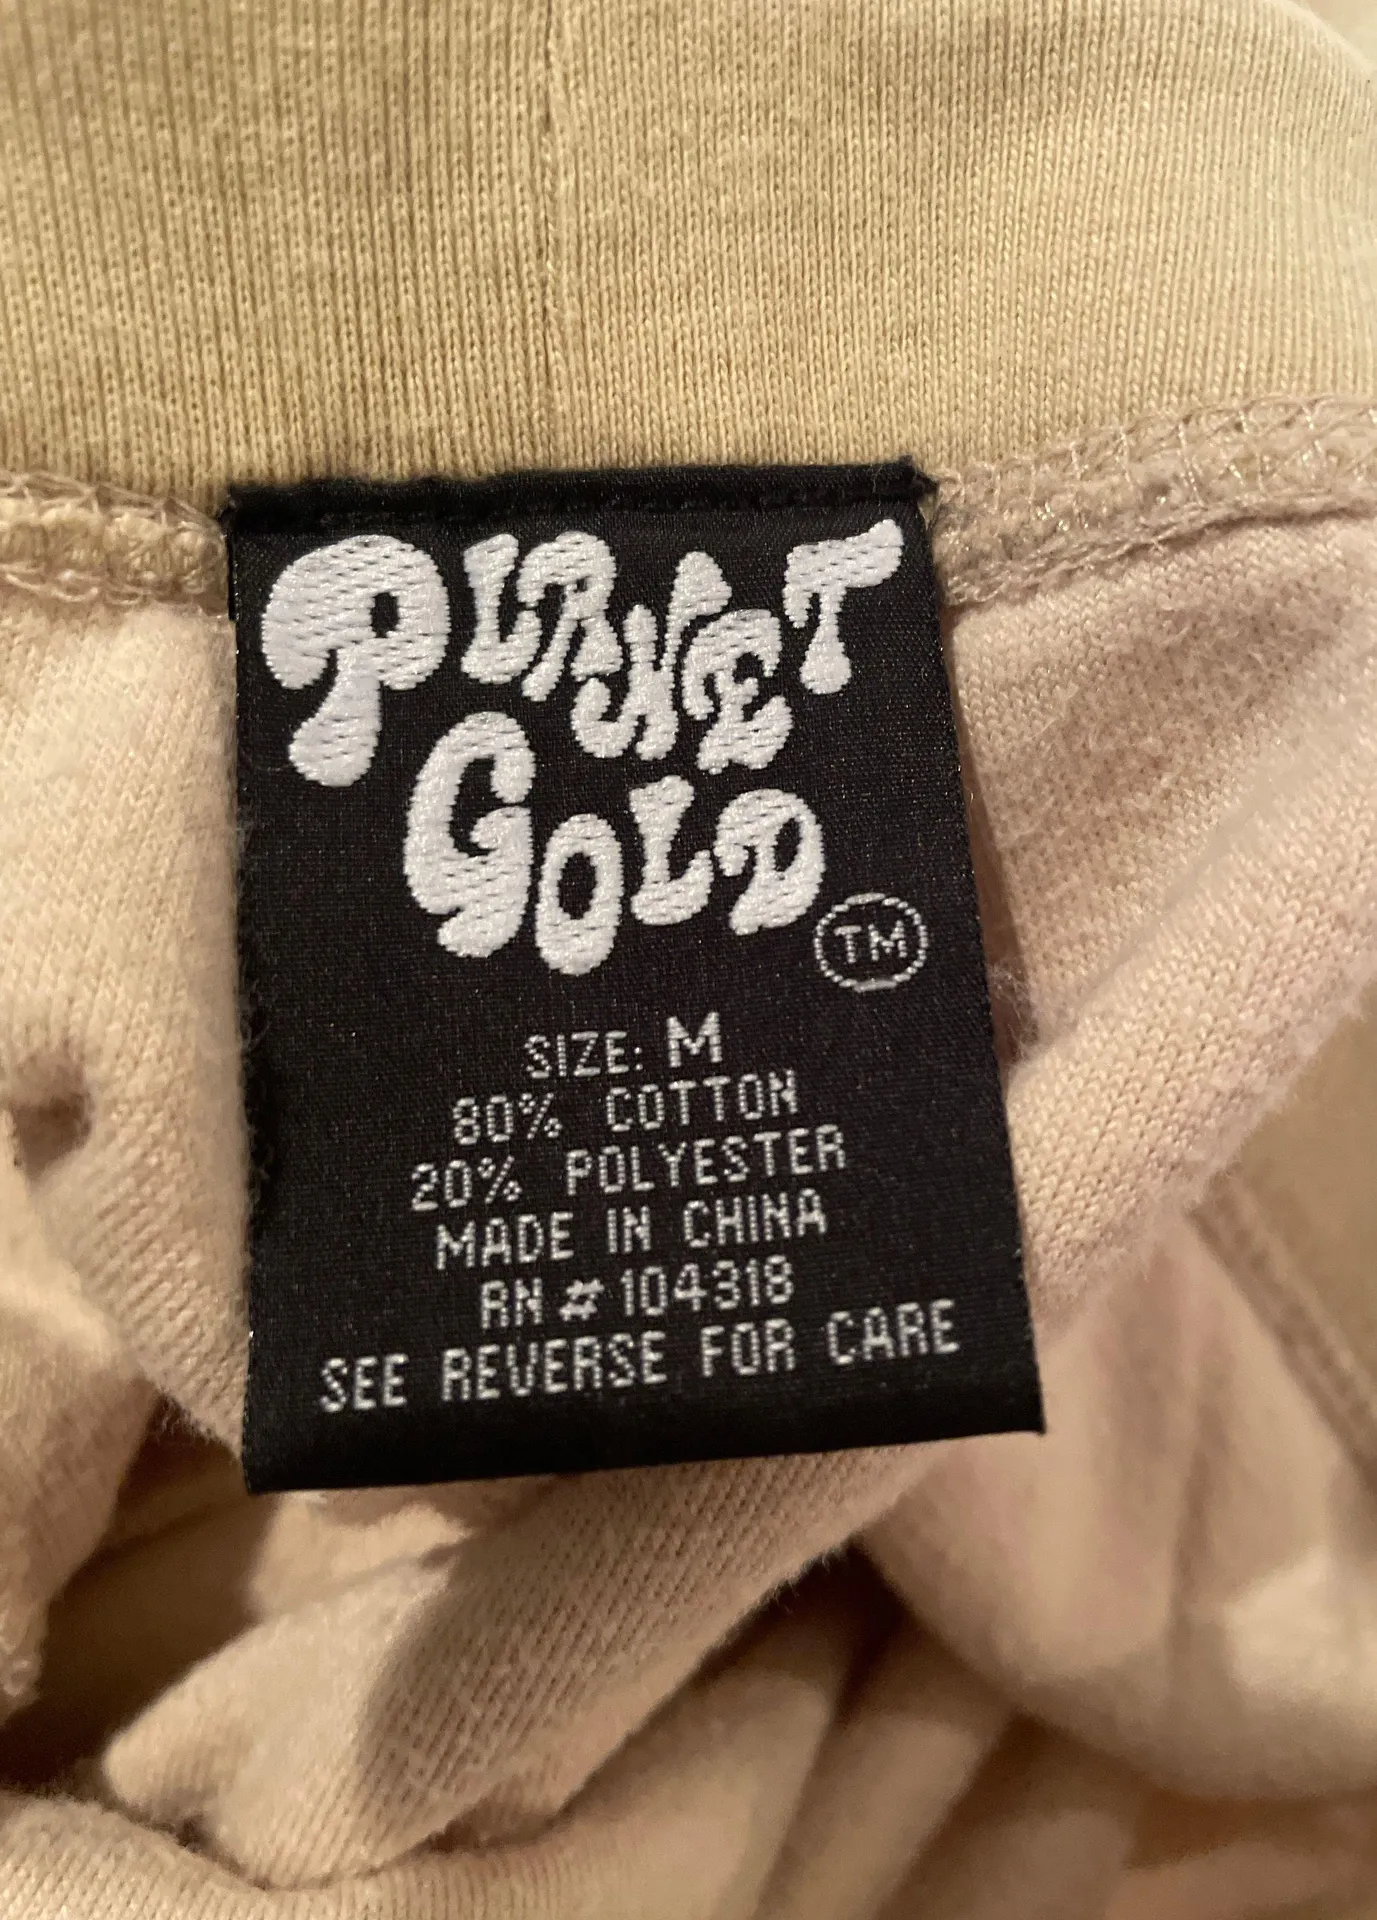 PLANET
GOLD
TM
SIZE: M
80% COTTON
20% POLYESTER
MADE IN CHINA
RN #104318
SEE REVERSE FOR CARE